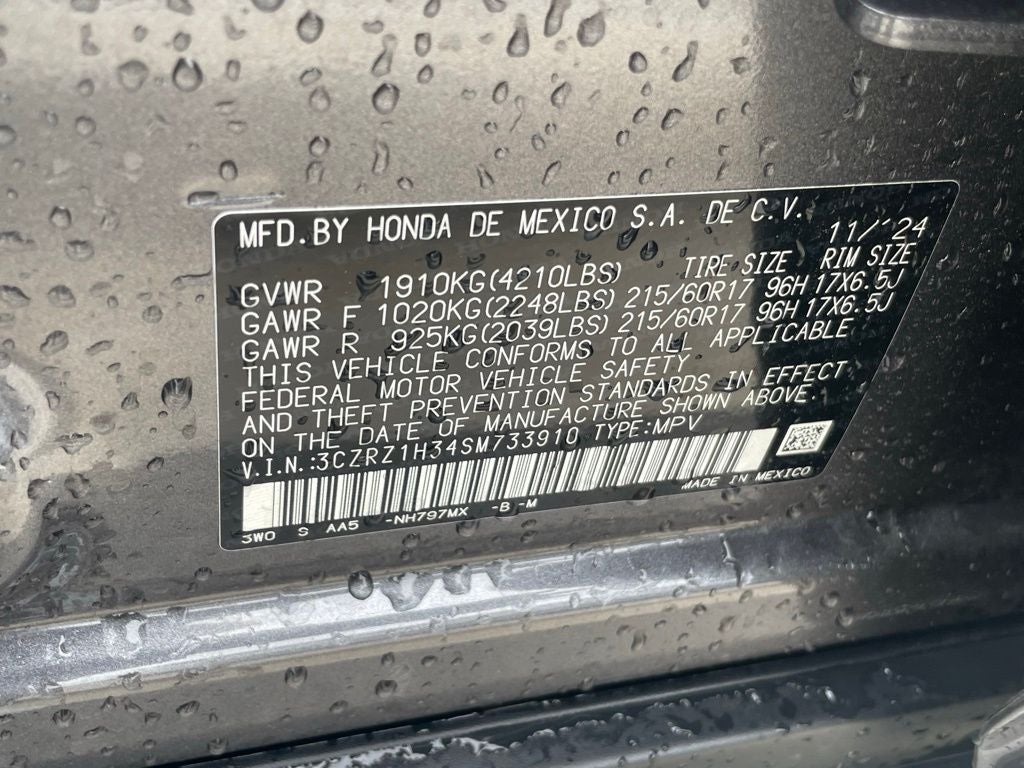 MFD. BY HONDA DE MEXICO S.A. DE C.V. 11/'24
TIRE SIZE RIM SIZE
GVWR 1910KG(4210LBS)
GAWR F 1020KG(2248LBS) 215/60R17 96H 17X6.5J
GAWR R 925KG(2039LBS) 215/60R17 96H 17X6.5J
THIS VEHICLE CONFORMS TO ALL APPLICABLE
FEDERAL MOTOR VEHICLE SAFETY
AND THEFT PREVENTION STANDARDS IN EFFECT
ON THE DATE OF MANUFACTURE SHOWN ABOVE.
V.I.N.:3CZRZ1H34SM733910 TYPE:MPV
MADE IN MEXICO
3W0 S AA5 -NH797MX -B -M